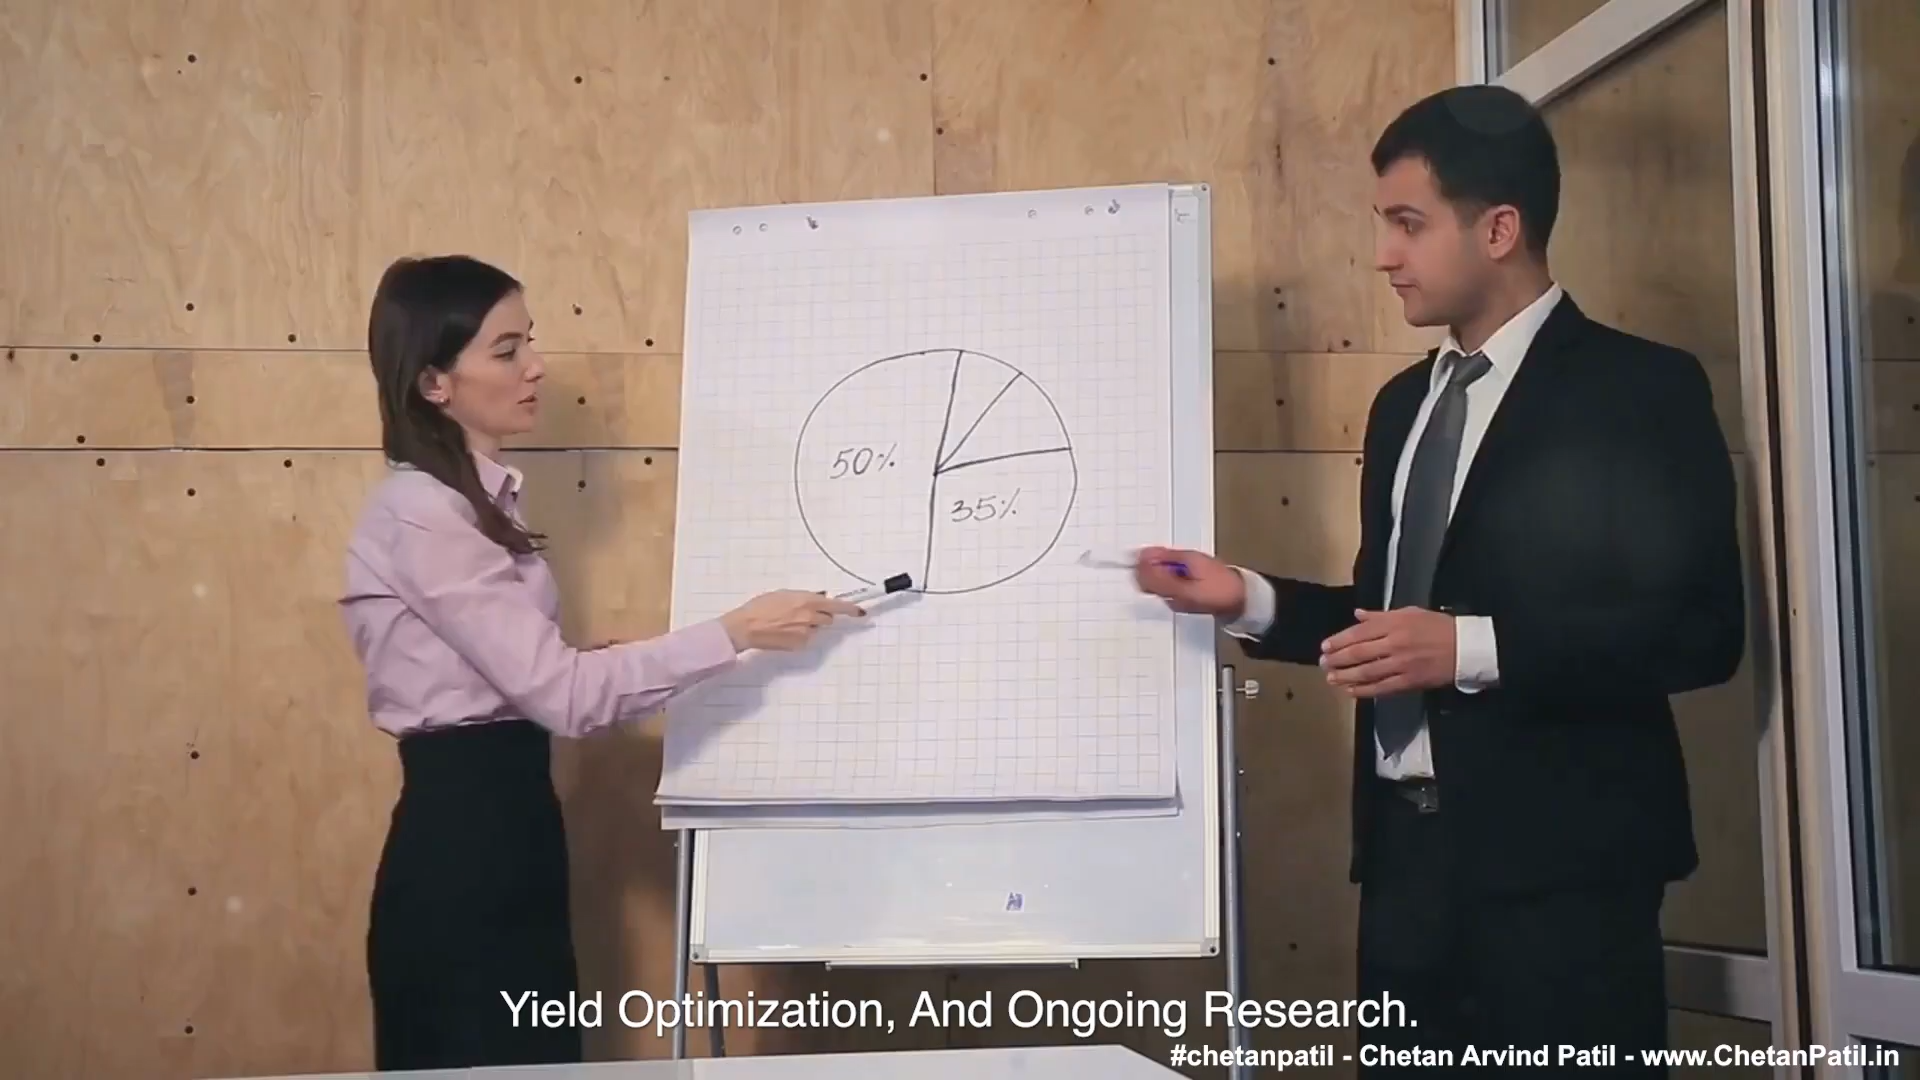 50%
35%
Yield Optimization, And Ongoing Research.
#chetanpatil - Chetan Arvind Patil - www.ChetanPatil.in